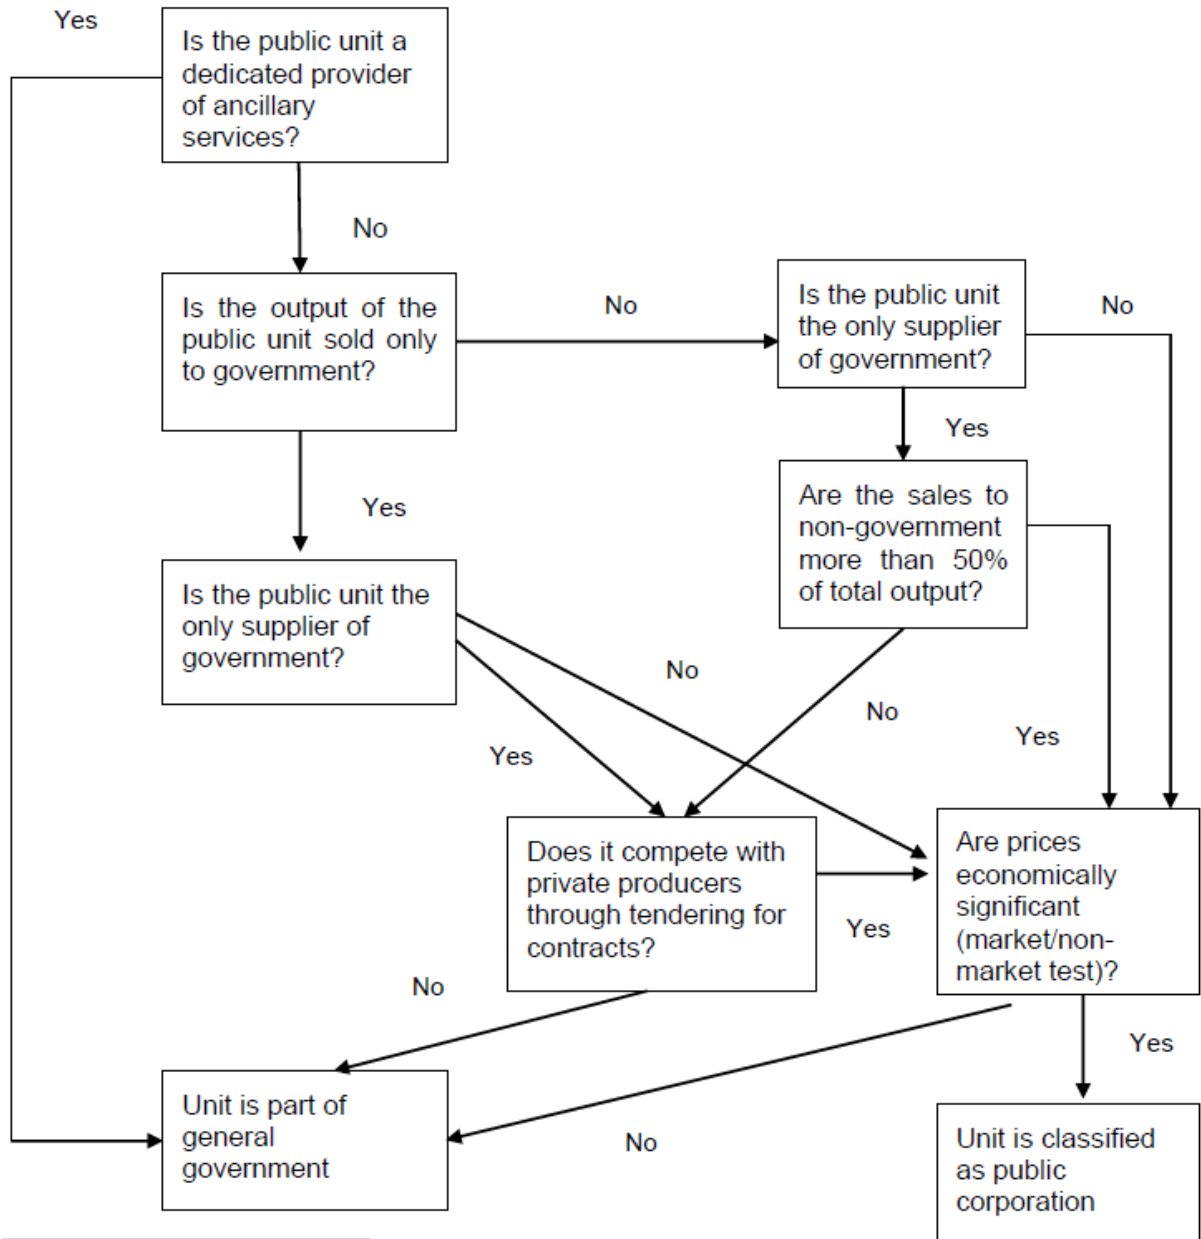 Yes
Is the public unit a
dedicated provider
of ancillary
services?
No
Is the output of the
public unit sold only
to government?
No
Is the public unit
the only supplier
of government?
No
Yes
Are the sales to
non-government
more than 50%
of total output?
Yes
Is the public unit the
only supplier of
government?
No
No
Yes
Yes
Does it compete with
private producers
through tendering for
contracts?
Yes
Are prices
economically
significant
(market/non-
market test)?
No
Yes
Unit is part of
general
government
No
Unit is classified
as public
corporation